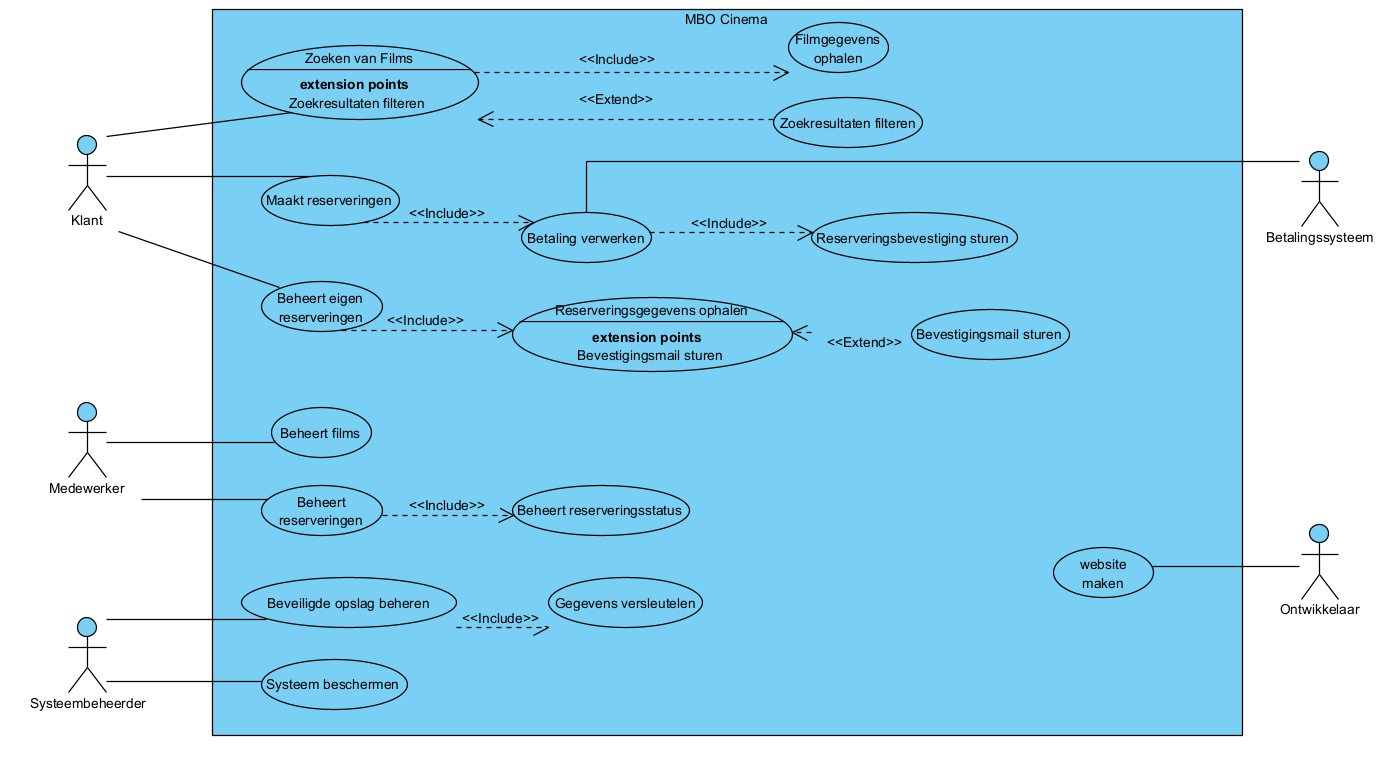 MBO Cinema
Zoeken van Films
extension points
Zoekresultaten filteren
<<Include>>
Filmgegevens
ophalen
<<Extend>>
Zoekresultaten filteren
Klant
Maakt reserveringen
<<Include>>
Betaling verwerken
<<Include>>
Reserveringsbevestiging sturen
Betalingssysteem
Beheert eigen
reserveringen
<<Include>>
Reserveringsgegevens ophalen
extension points
Bevestigingsmail sturen
<<Extend>>
Bevestigingsmail sturen
Medewerker
Beheert films
Beheert
reserveringen
<<Include>>
Beheert reserveringsstatus
website
maken
Ontwikkelaar
Beveiligde opslag beheren
<<Include>>
Gegevens versleutelen
Systeembeheerder
Systeem beschermen